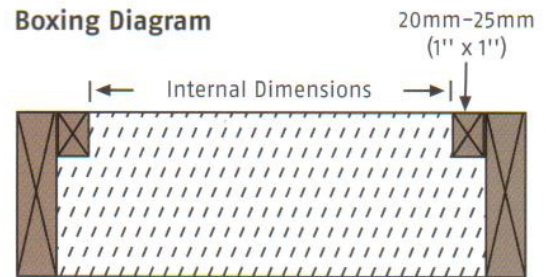 Boxing Diagram
20mm–25mm
(1'' x 1'')
Internal Dimensions